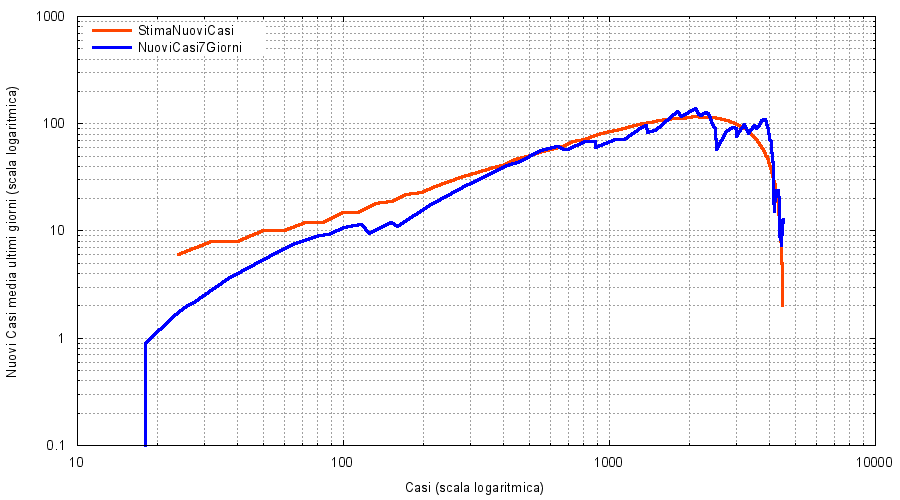 1000
StimaNuoviCasi
NuoviCasi7Giorni
100
10
1
0.1
10
100
1000
10000
Nuovi Casi media ultimi giorni (scala logaritmica)
Casi (scala logaritmica)